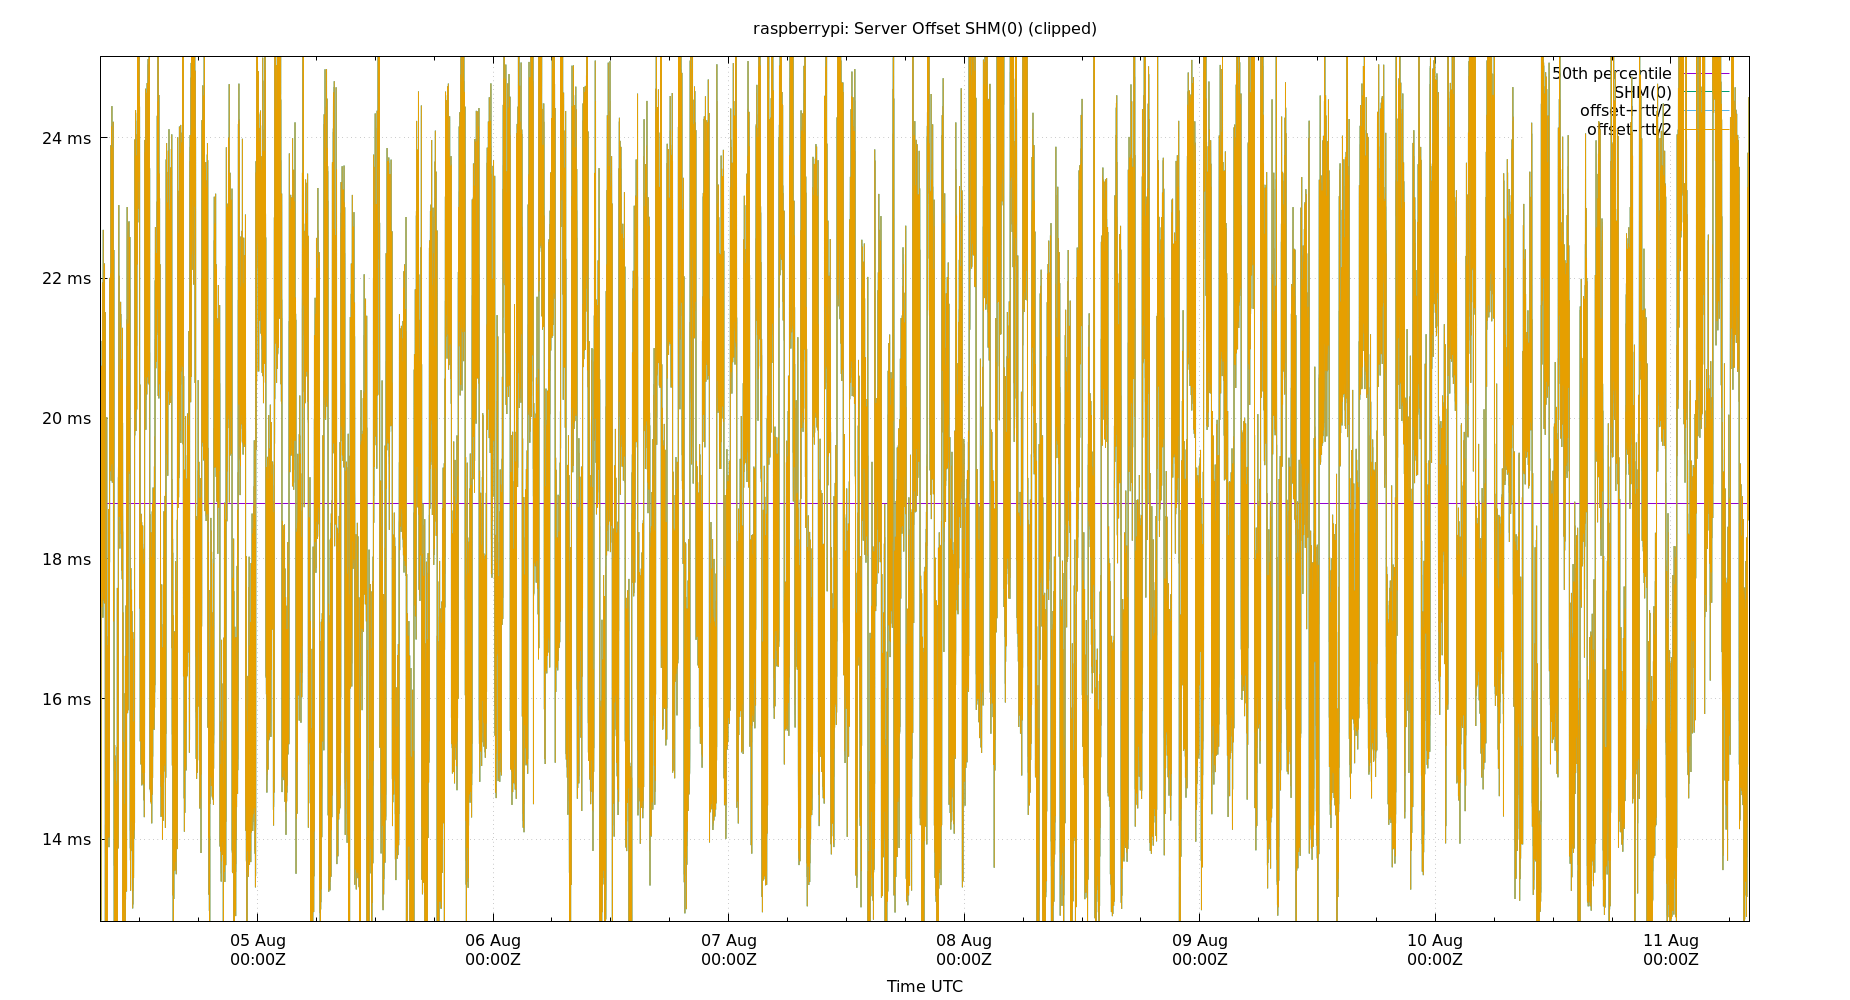 raspberrypi: Server Offset SHM(0) (clipped)
50th percentile
SHM(0)
offset+rtt/2
offset-rtt/2
24 ms
22 ms
20 ms
18 ms
16 ms
14 ms
05 Aug
00:00Z
06 Aug
00:00Z
07 Aug
00:00Z
08 Aug
00:00Z
09 Aug
00:00Z
10 Aug
00:00Z
11 Aug
00:00Z
Time UTC